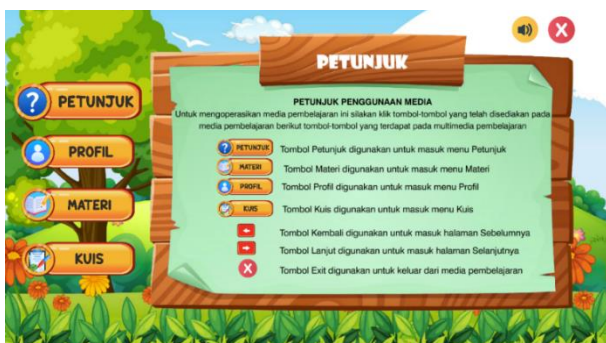 PETUNJUK
PETUNJUK
PROFIL
MATERI
KUIS
PETUNJUK PENGGUNAAN MEDIA
Untuk mengoperasikan media pembelajaran ini silakan klik tombol-tombol yang telah disediakan pada
media pembelajaran berikut tombol-tombol yang terdapat pada multimedia pembelajaran
PETUNJUK Tombol Petunjuk digunakan untuk masuk menu Petunjuk
MATERI Tombol Materi digunakan untuk masuk menu Materi
PROFIL Tombol Profil digunakan untuk masuk menu Profil
KUIS Tombol Kuis digunakan untuk masuk menu Kuis
Tombol Kembali digunakan untuk masuk halaman Sebelumnya
Tombol Lanjut digunakan untuk masuk halaman Selanjutnya
X Tombol Exit digunakan untuk keluar dari media pembelajaran